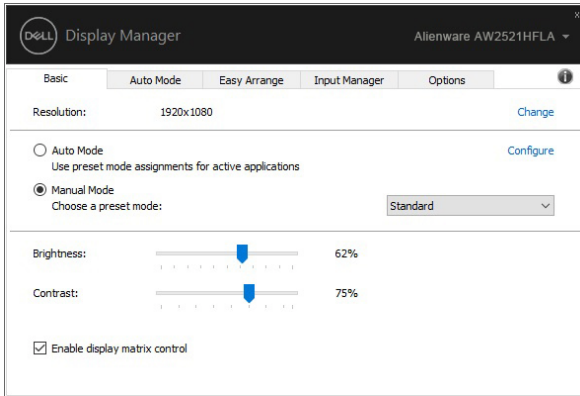 DELL Display Manager
Alienware AW2521HFLA
Basic Auto Mode Easy Arrange Input Manager Options
Resolution: 1920x1080 Change
Auto Mode Configure
Use preset mode assignments for active applications
Manual Mode
Choose a preset mode: Standard
Brightness: 62%
Contrast: 75%
Enable display matrix control